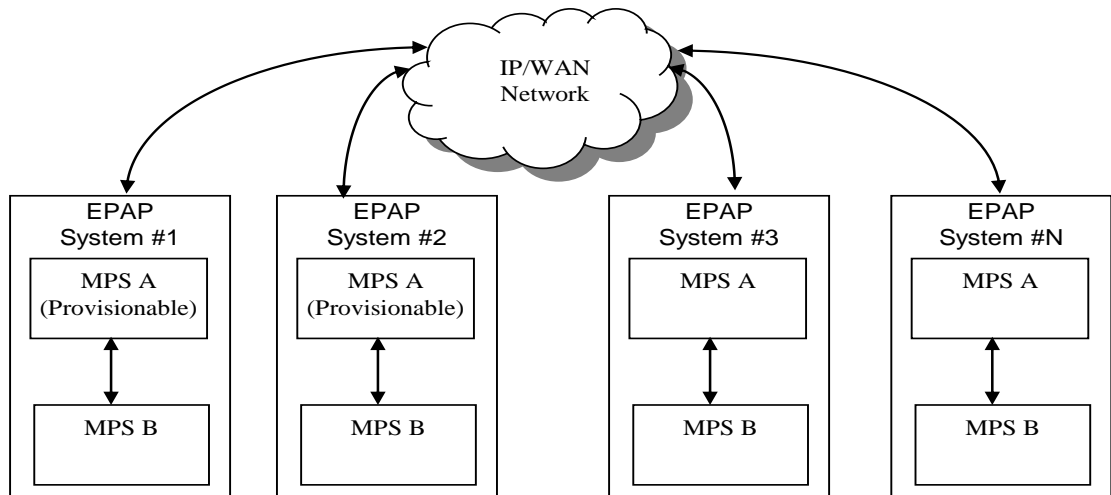 IP/WAN
Network
EPAP
System #1
MPS A
(Provisionable)
MPS B
EPAP
System #2
MPS A
(Provisionable)
MPS B
EPAP
System #3
MPS A
MPS B
EPAP
System #N
MPS A
MPS B